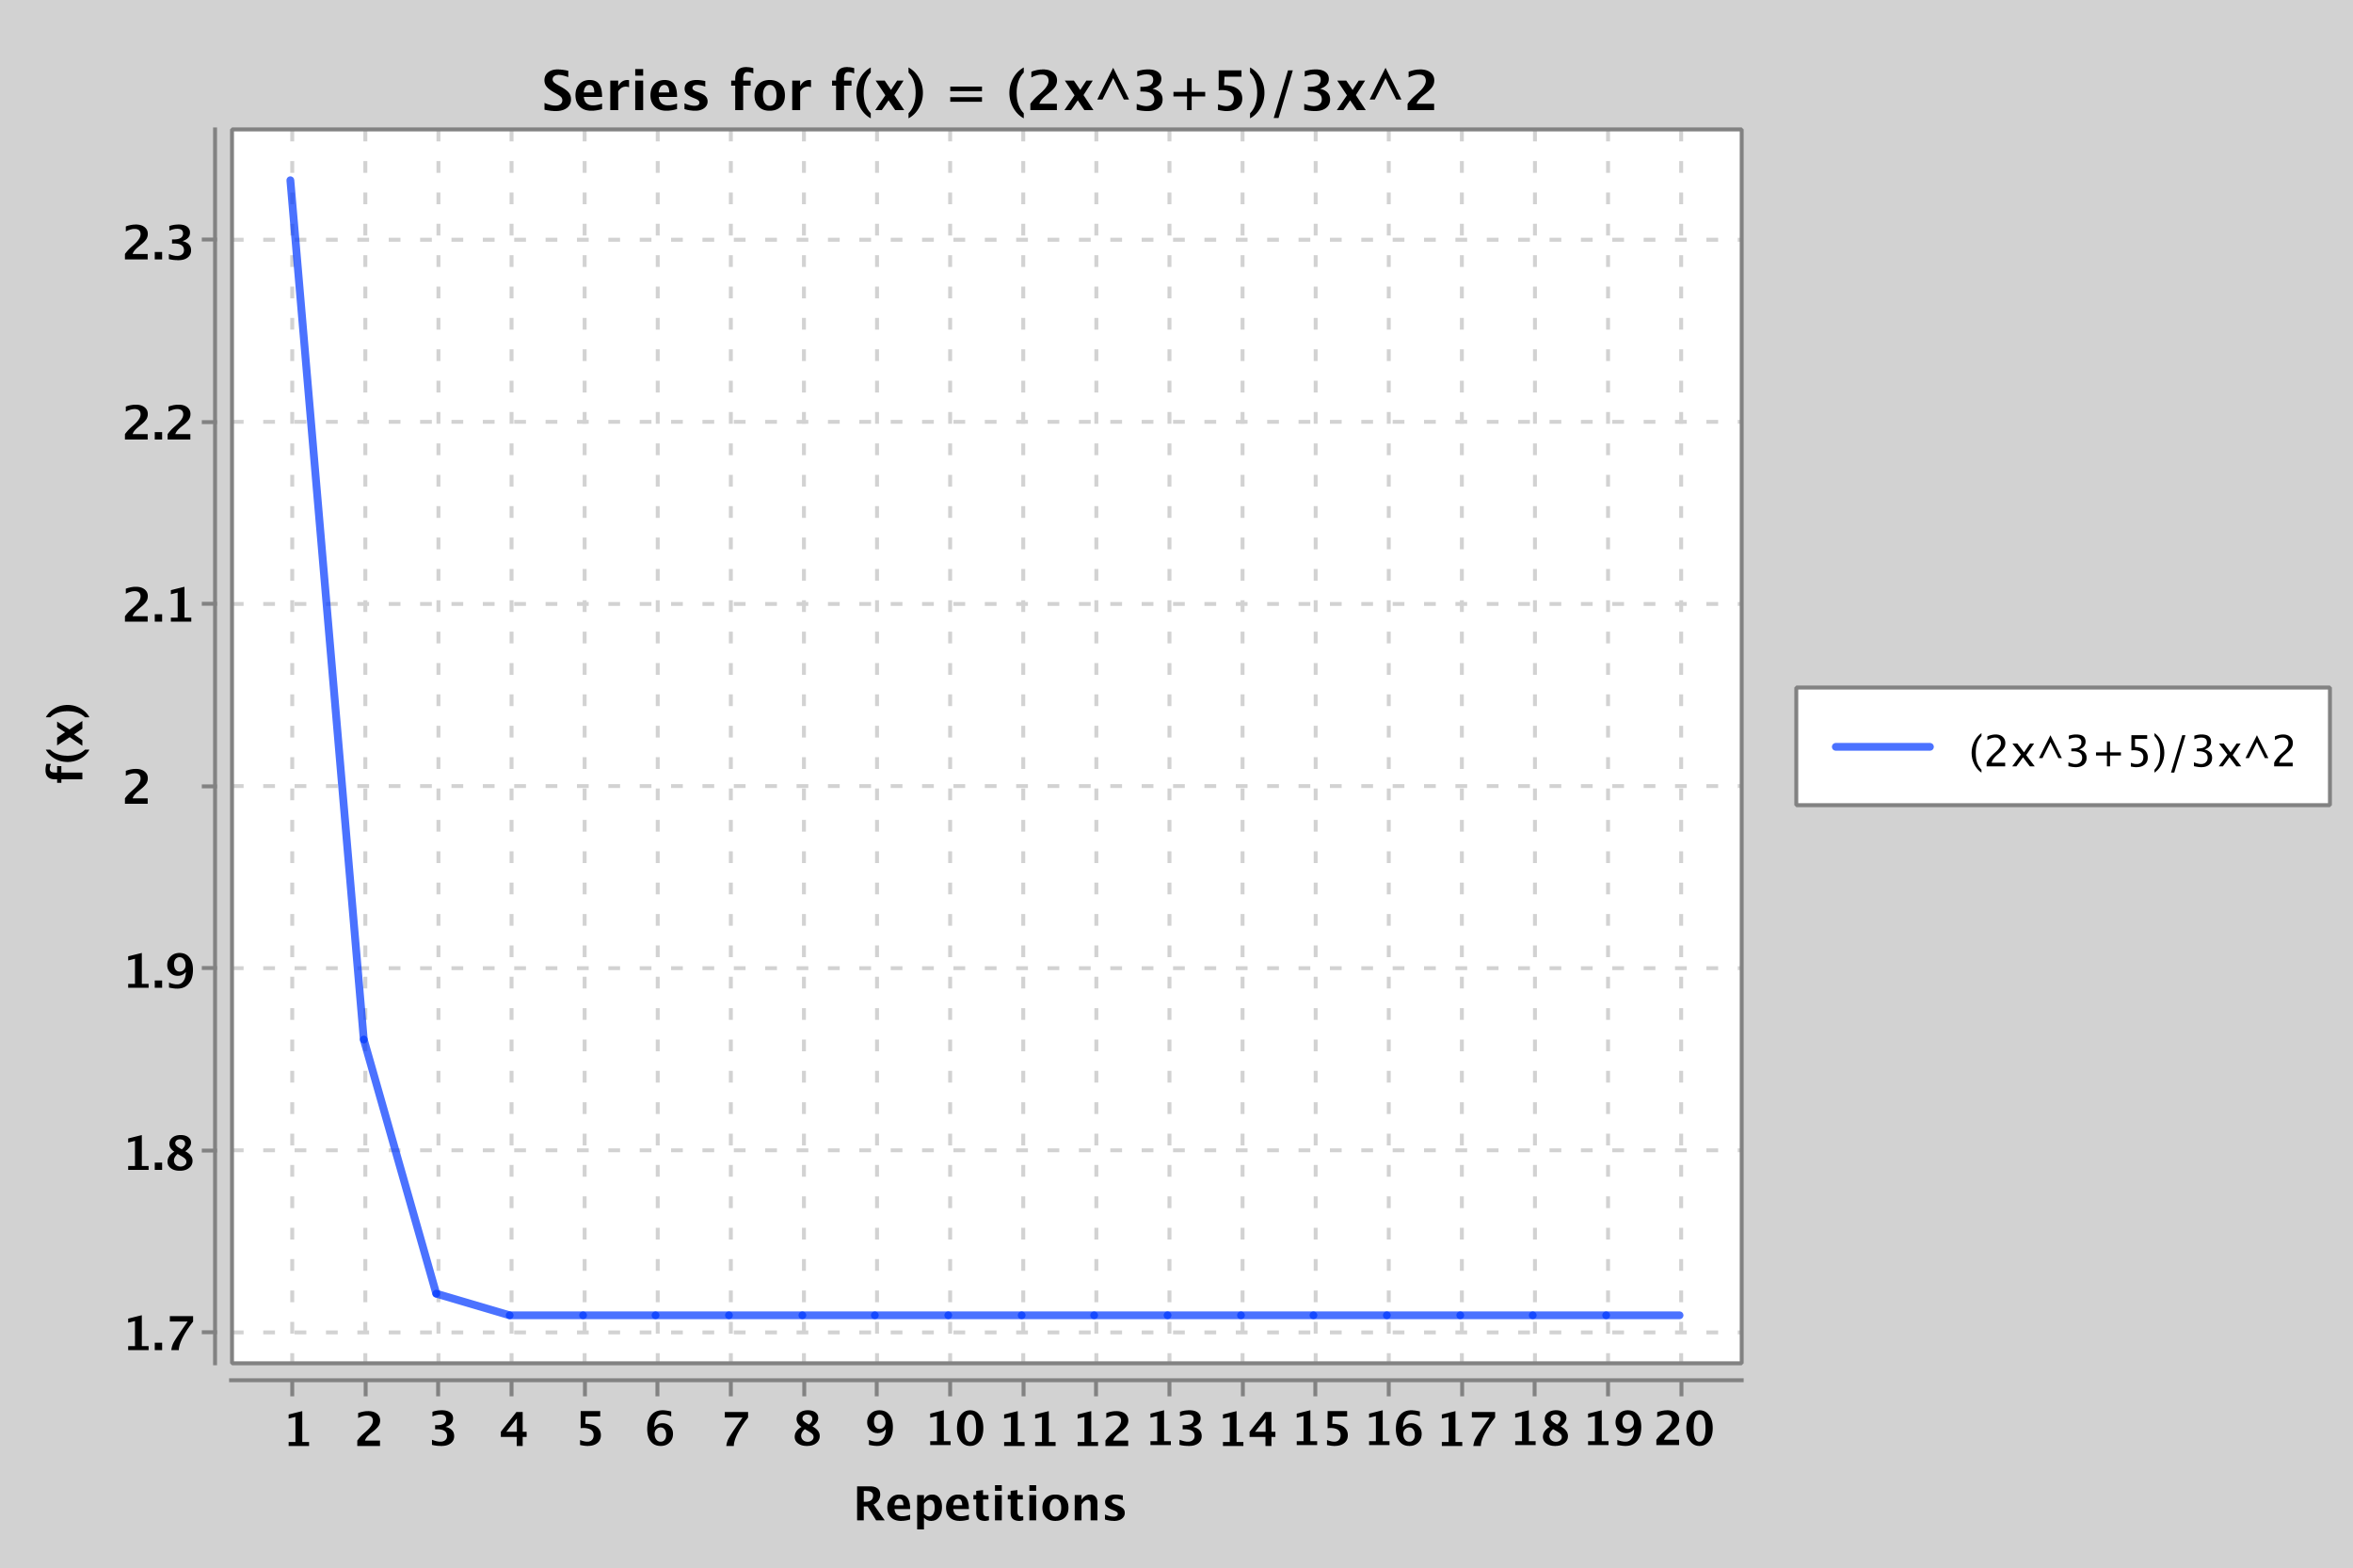 Series for f(x) = (2x^3+5)/3x^2
2.3
2.2
2.1
2
1.9
1.8
1.7
f(x)
(2x^3+5)/3x^2
1 2 3 4 5 6 7 8 9 10 11 12 13 14 15 16 17 18 19 20
Repetitions